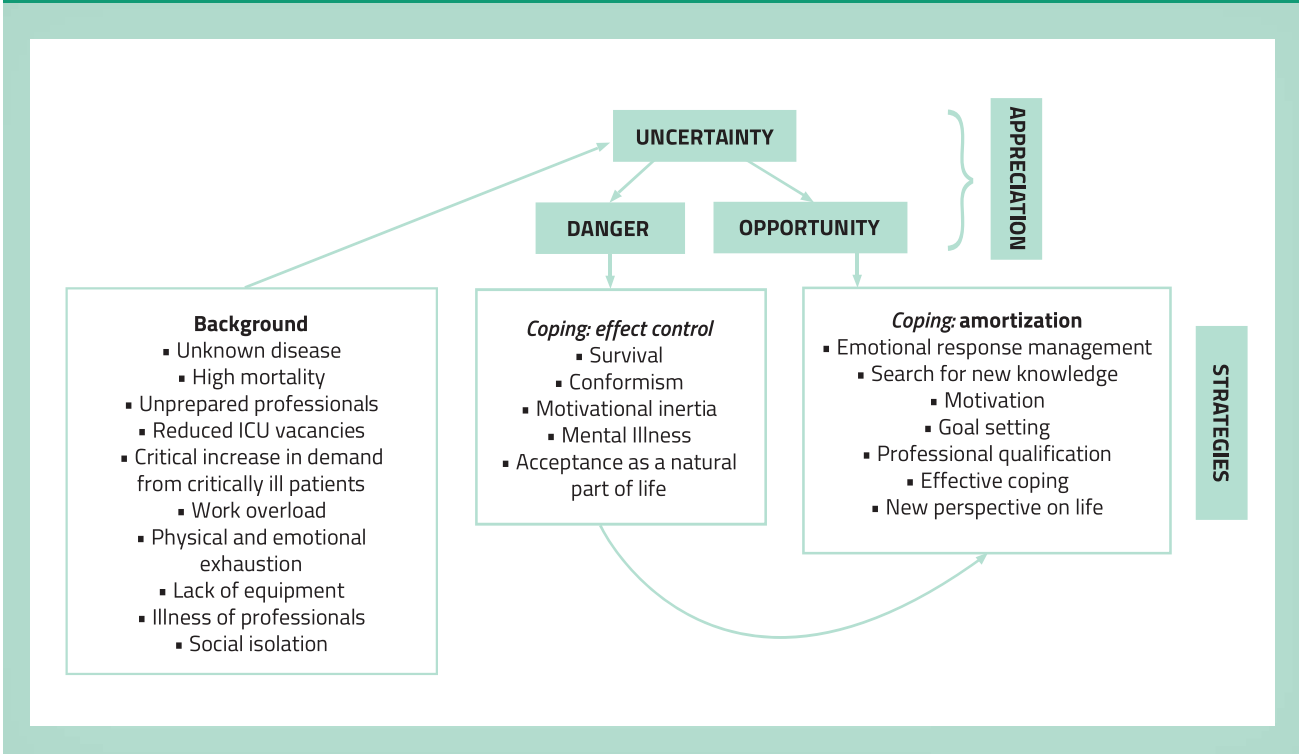 UNCERTAINTY
APPRECIATION
DANGER
OPPORTUNITY
Background
▪ Unknown disease
▪ High mortality
▪ Unprepared professionals
▪ Reduced ICU vacancies
▪ Critical increase in demand
from critically ill patients
▪ Work overload
▪ Physical and emotional
exhaustion
▪ Lack of equipment
▪ Illness of professionals
▪ Social isolation
Coping: effect control
▪ Survival
▪ Conformism
▪ Motivational inertia
▪ Mental Illness
▪ Acceptance as a natural
part of life
Coping: amortization
▪ Emotional response management
▪ Search for new knowledge
▪ Motivation
▪ Goal setting
▪ Professional qualification
▪ Effective coping
▪ New perspective on life
STRATEGIES